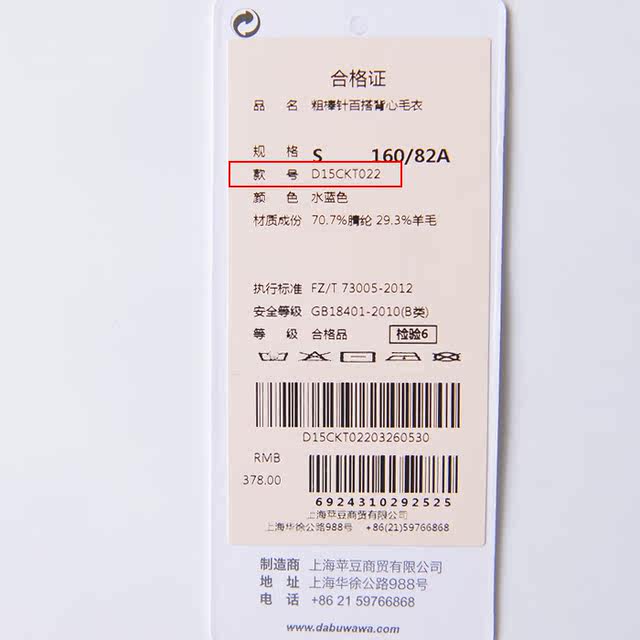 合格证
品 名 粗棒针百搭背心毛衣
规 格 S 160/82A
款 号 D15CKT022
颜 色 水蓝色
材质成份 70.7%腈纶 29.3%羊毛
执行标准 FZ/T 73005-2012
安全等级 GB18401-2010(B类)
等 级 合格品 检验6
D15CKT02203260530
RMB
378.00
6924310292525
上海苹豆商贸有限公司
上海华徐公路988号 +86(21)59766868
制造商 上海苹豆商贸有限公司
地 址 上海华徐公路988号
电 话 +86 21 59766868
www.dabuwawa.com